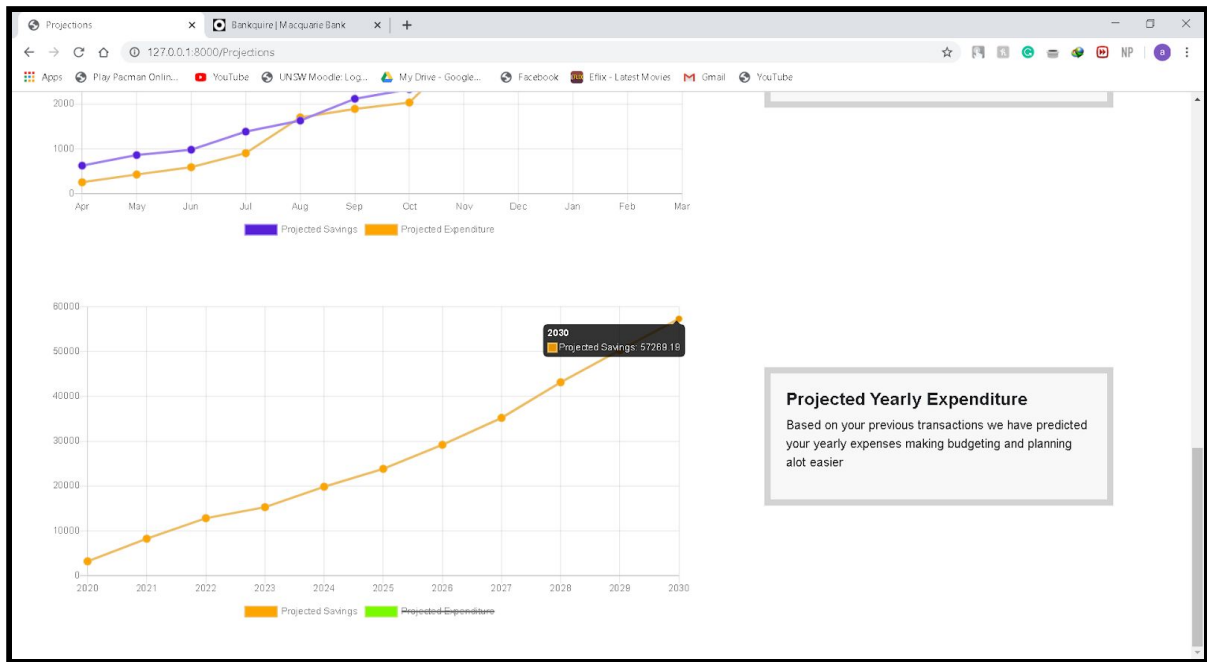 Projections
Bankquire | Macquarie Bank
127.0.0.1:8000/Projections
NP
a
Apps
Play Pacman Onlin...
YouTube
UNSW Moodle: Log...
My Drive - Google...
Facebook
Eflix - Latest Movies
Gmail
YouTube
2000
1000
0
Apr May Jun Jul Aug Sep Oct Nov Dec Jan Feb Mar
Projected Savings Projected Expenditure
60000
2030
Projected Savings: 57269.19
50000
40000
30000
20000
10000
0
2020 2021 2022 2023 2024 2025 2026 2027 2028 2029 2030
Projected Savings Projected Expenditure
Projected Yearly Expenditure
Based on your previous transactions we have predicted
your yearly expenses making budgeting and planning
alot easier